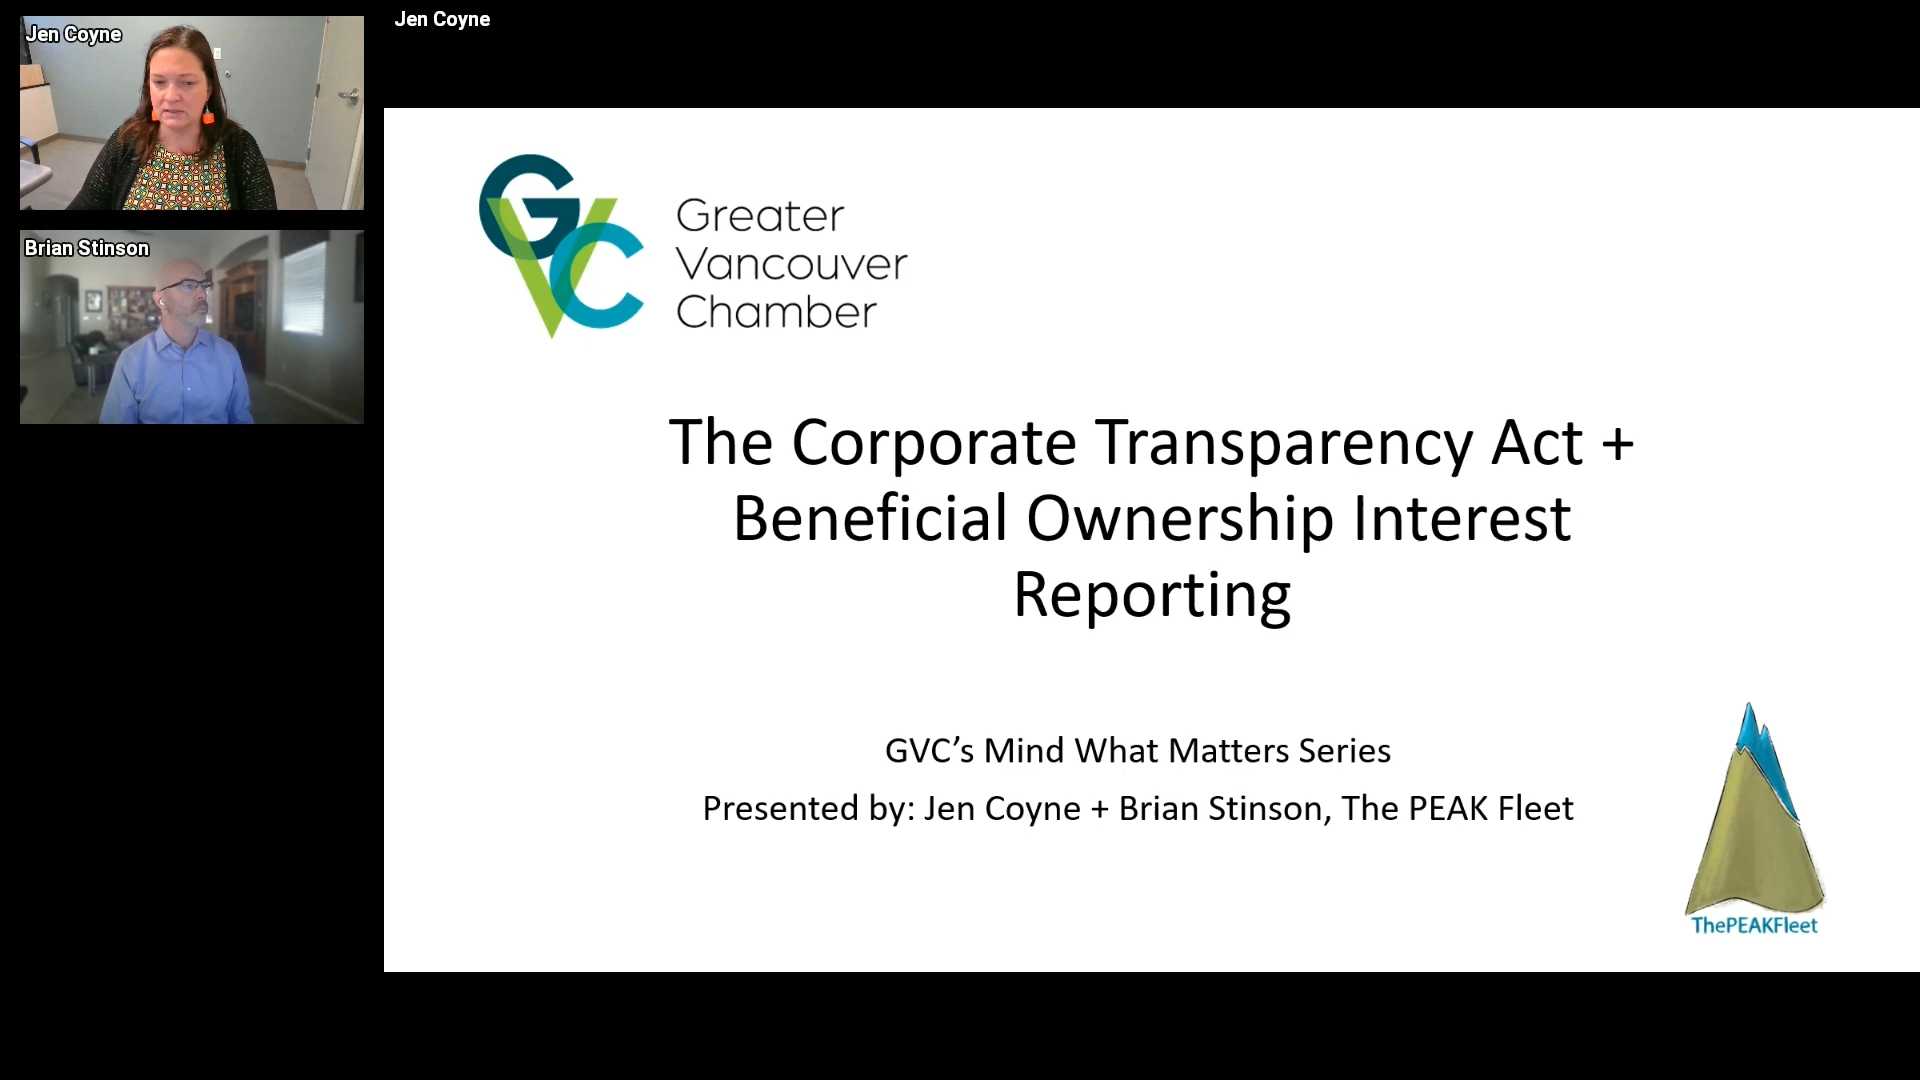 Jen Coyne
Jen Coyne
Brian Stinson
GVC
Greater
Vancouver
Chamber
The Corporate Transparency Act +
Beneficial Ownership Interest
Reporting
GVC’s Mind What Matters Series
Presented by: Jen Coyne + Brian Stinson, The PEAK Fleet
ThePEAKFleet